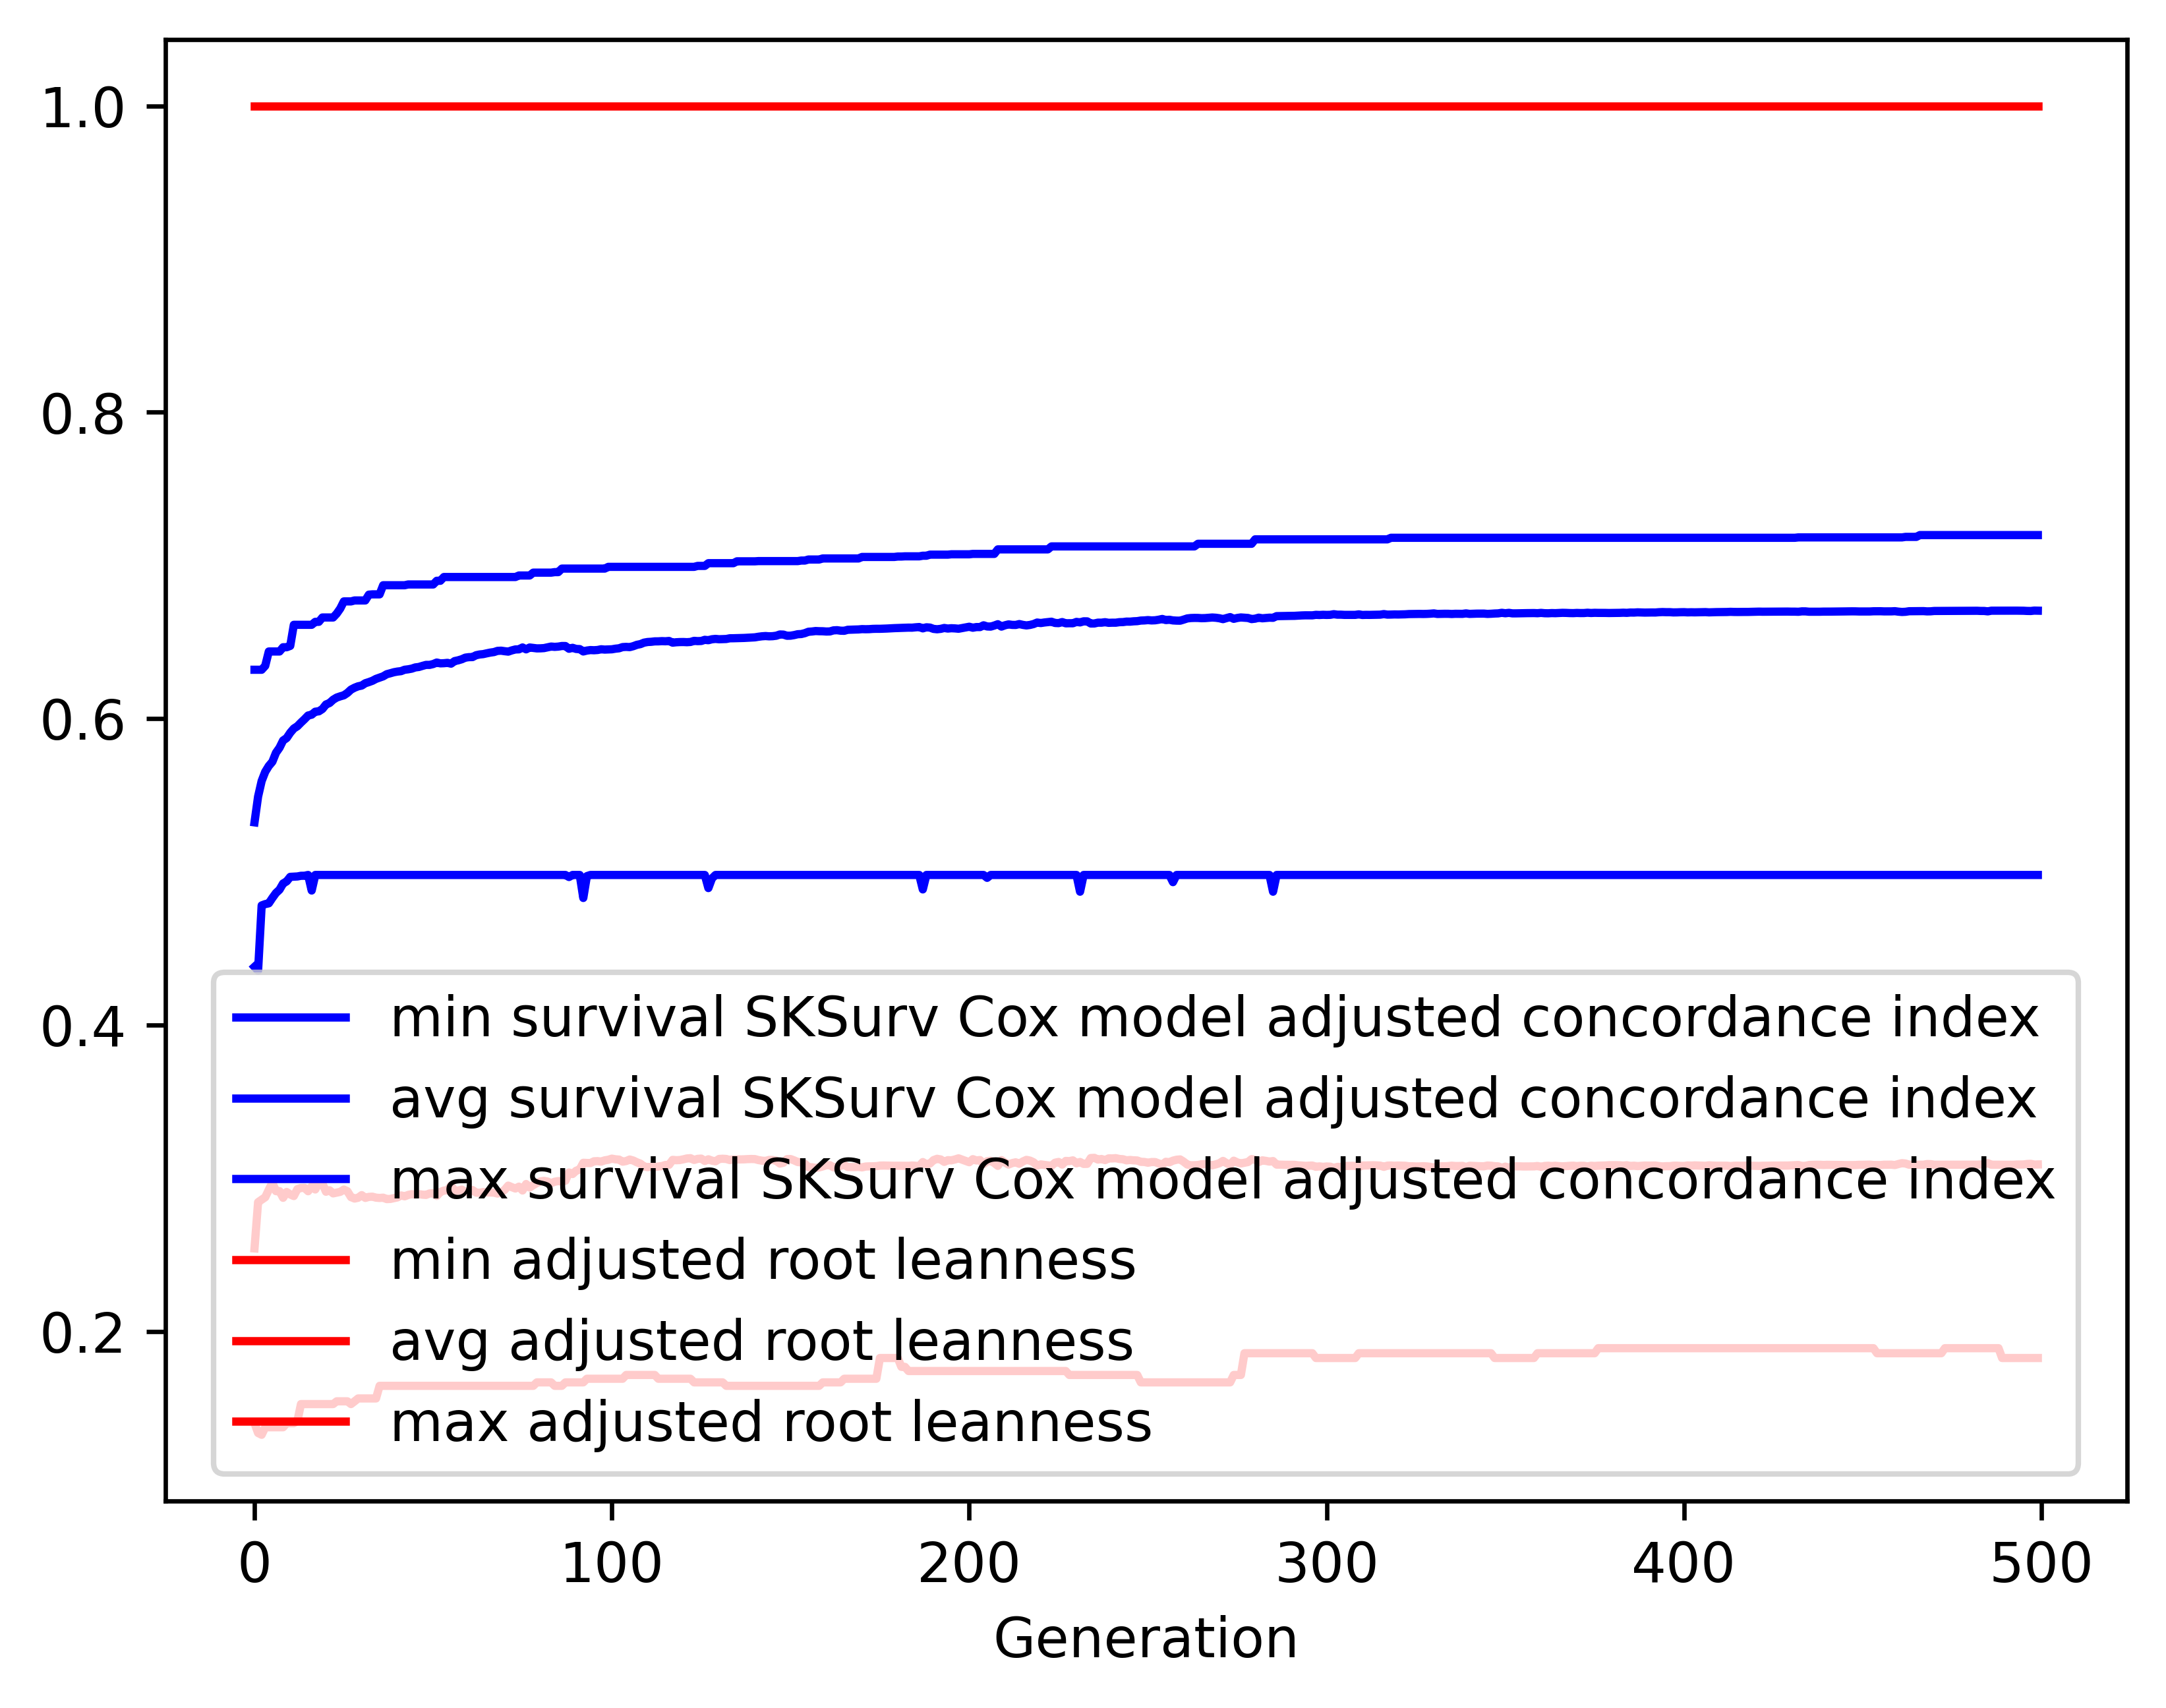 1.0
0.8
0.6
0.4
0.2
min survival SKSurv Cox model adjusted concordance index
avg survival SKSurv Cox model adjusted concordance index
max survival SKSurv Cox model adjusted concordance index
min adjusted root leanness
avg adjusted root leanness
max adjusted root leanness
0 100 200 300 400 500
Generation